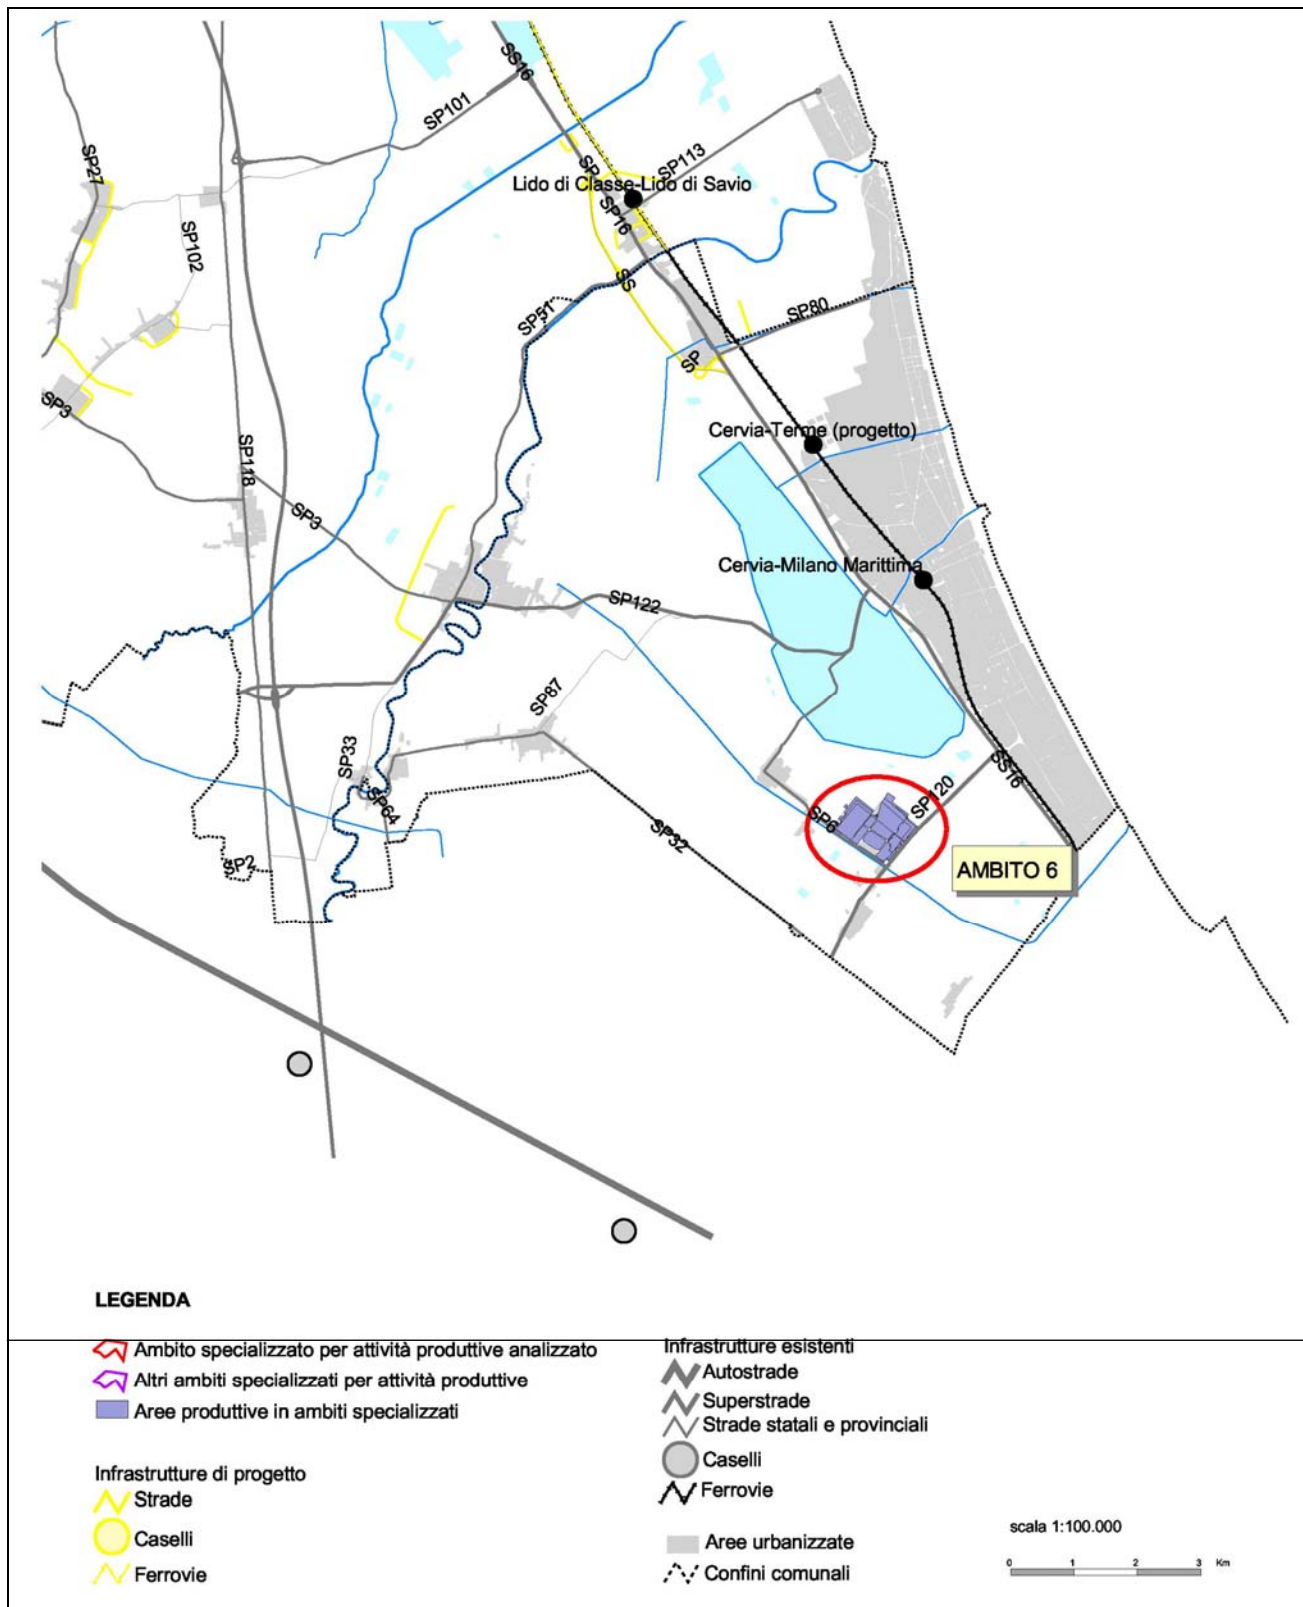 SS16
SP101
SP27
SP
SP113
Lido di Classe-Lido di Savio
SP16
SP102
SS
SP51
SP80
SP
SP3
Cervia-Terme (progetto)
SP118
SP3
Cervia-Milano Marittima
SP122
SP87
SP33
SP64
SP32
SP2
SP6
SP120
SS16
AMBITO 6
LEGENDA
Ambito specializzato per attività produttive analizzato
Altri ambiti specializzati per attività produttive
Aree produttive in ambiti specializzati
Infrastrutture di progetto
Strade
Caselli
Ferrovie
Infrastrutture esistenti
Autostrade
Superstrade
Strade statali e provinciali
Caselli
Ferrovie
Aree urbanizzate
Confini comunali
scala 1:100.000
0 1 2 3 Km